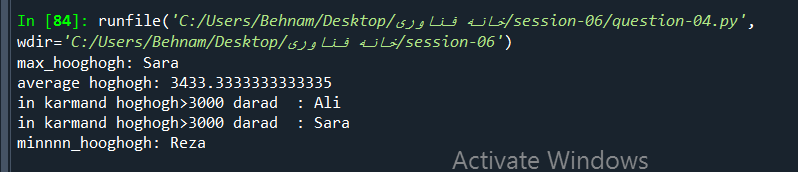 In [84]: runfile('C:/Users/Behnam/Desktop/خانه فناوری/session-06/question-04.py',
wdir='C:/Users/Behnam/Desktop/خانه فناوری/session-06')
max_hooghogh: Sara
average hoghogh: 3433.3333333333335
in karmand hoghogh>3000 darad  : Ali
in karmand hoghogh>3000 darad  : Sara
minnnn_hooghogh: Reza
Activate Windows